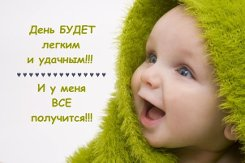 День БУДЕТ
легким
и удачным!!!
И у меня
ВСЕ
получится!!!